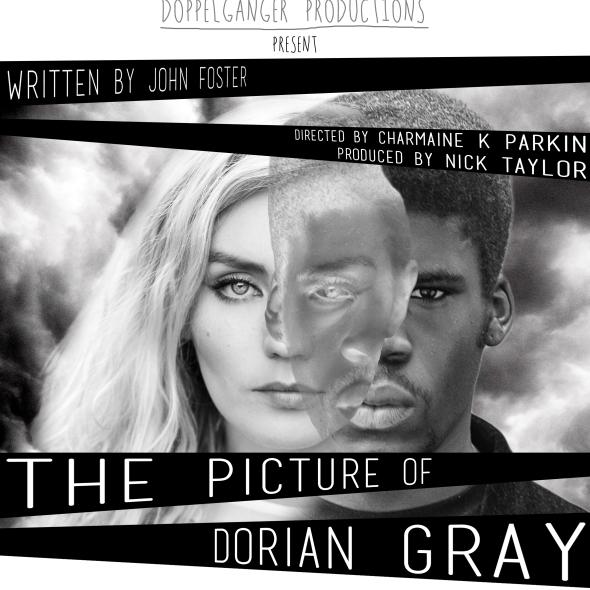 DOPPELGANGER PRODUCTIONS
PRESENT
WRITTEN BY JOHN FOSTER
DIRECTED BY CHARMAINE K PARKIN
PRODUCED BY NICK TAYLOR
THE PICTURE OF
DORIAN GRAY